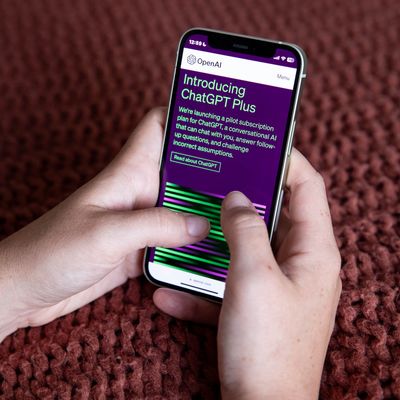 12:59
OpenAI
Menu
Introducing
ChatGPT Plus
We're launching a pilot subscription
plan for ChatGPT, a conversational AI
that can chat with you, answer follow-
up questions, and challenge
incorrect assumptions.
Read about ChatGPT